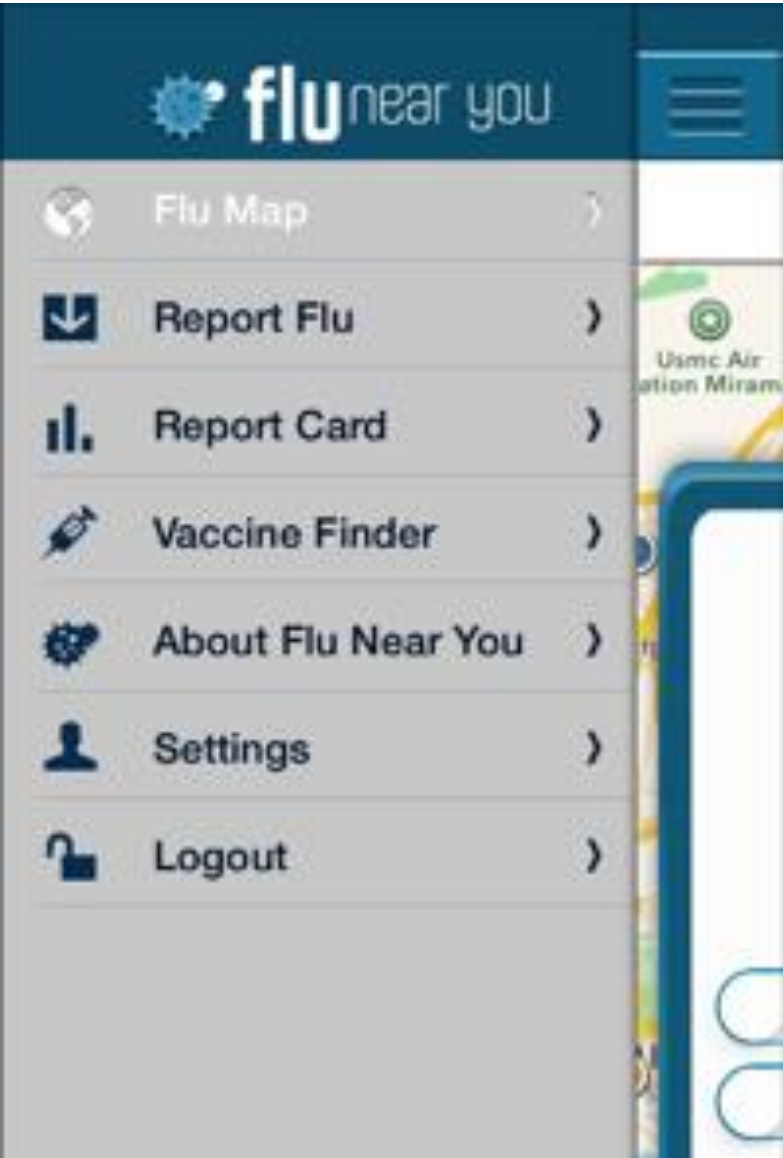 flu near you
Flu Map
Report Flu
Report Card
Vaccine Finder
About Flu Near You
Settings
Logout
Usmc Air
ation Miram